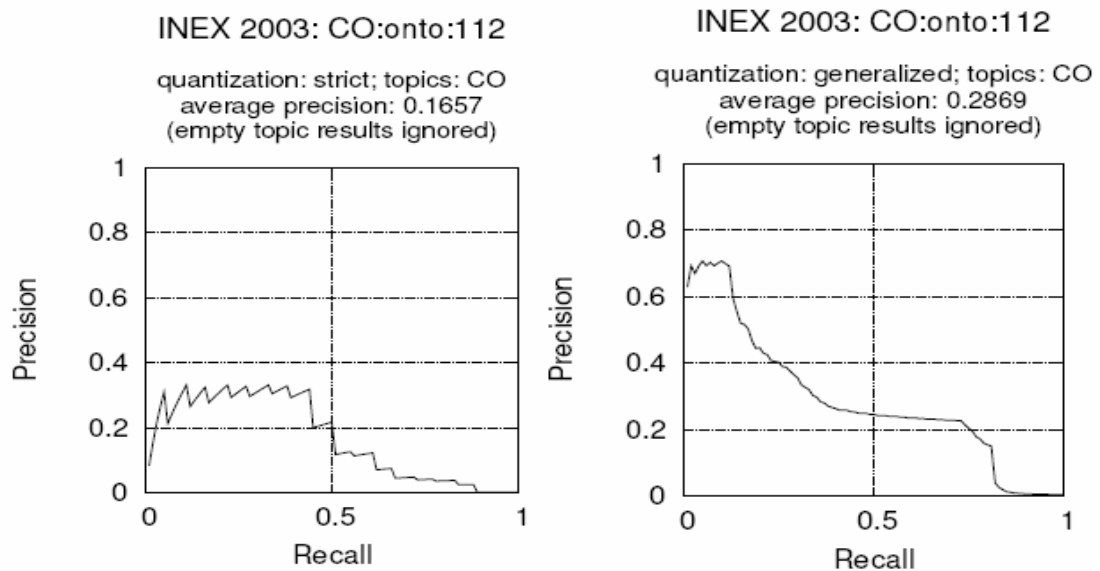 INEX 2003: CO:onto:112
quantization: strict; topics: CO
average precision: 0.1657
(empty topic results ignored)
1
0.8
0.6
0.4
0.2
0
Precision
0
0.5
1
Recall
INEX 2003: CO:onto:112
quantization: generalized; topics: CO
average precision: 0.2869
(empty topic results ignored)
1
0.8
0.6
0.4
0.2
0
Precision
0
0.5
1
Recall